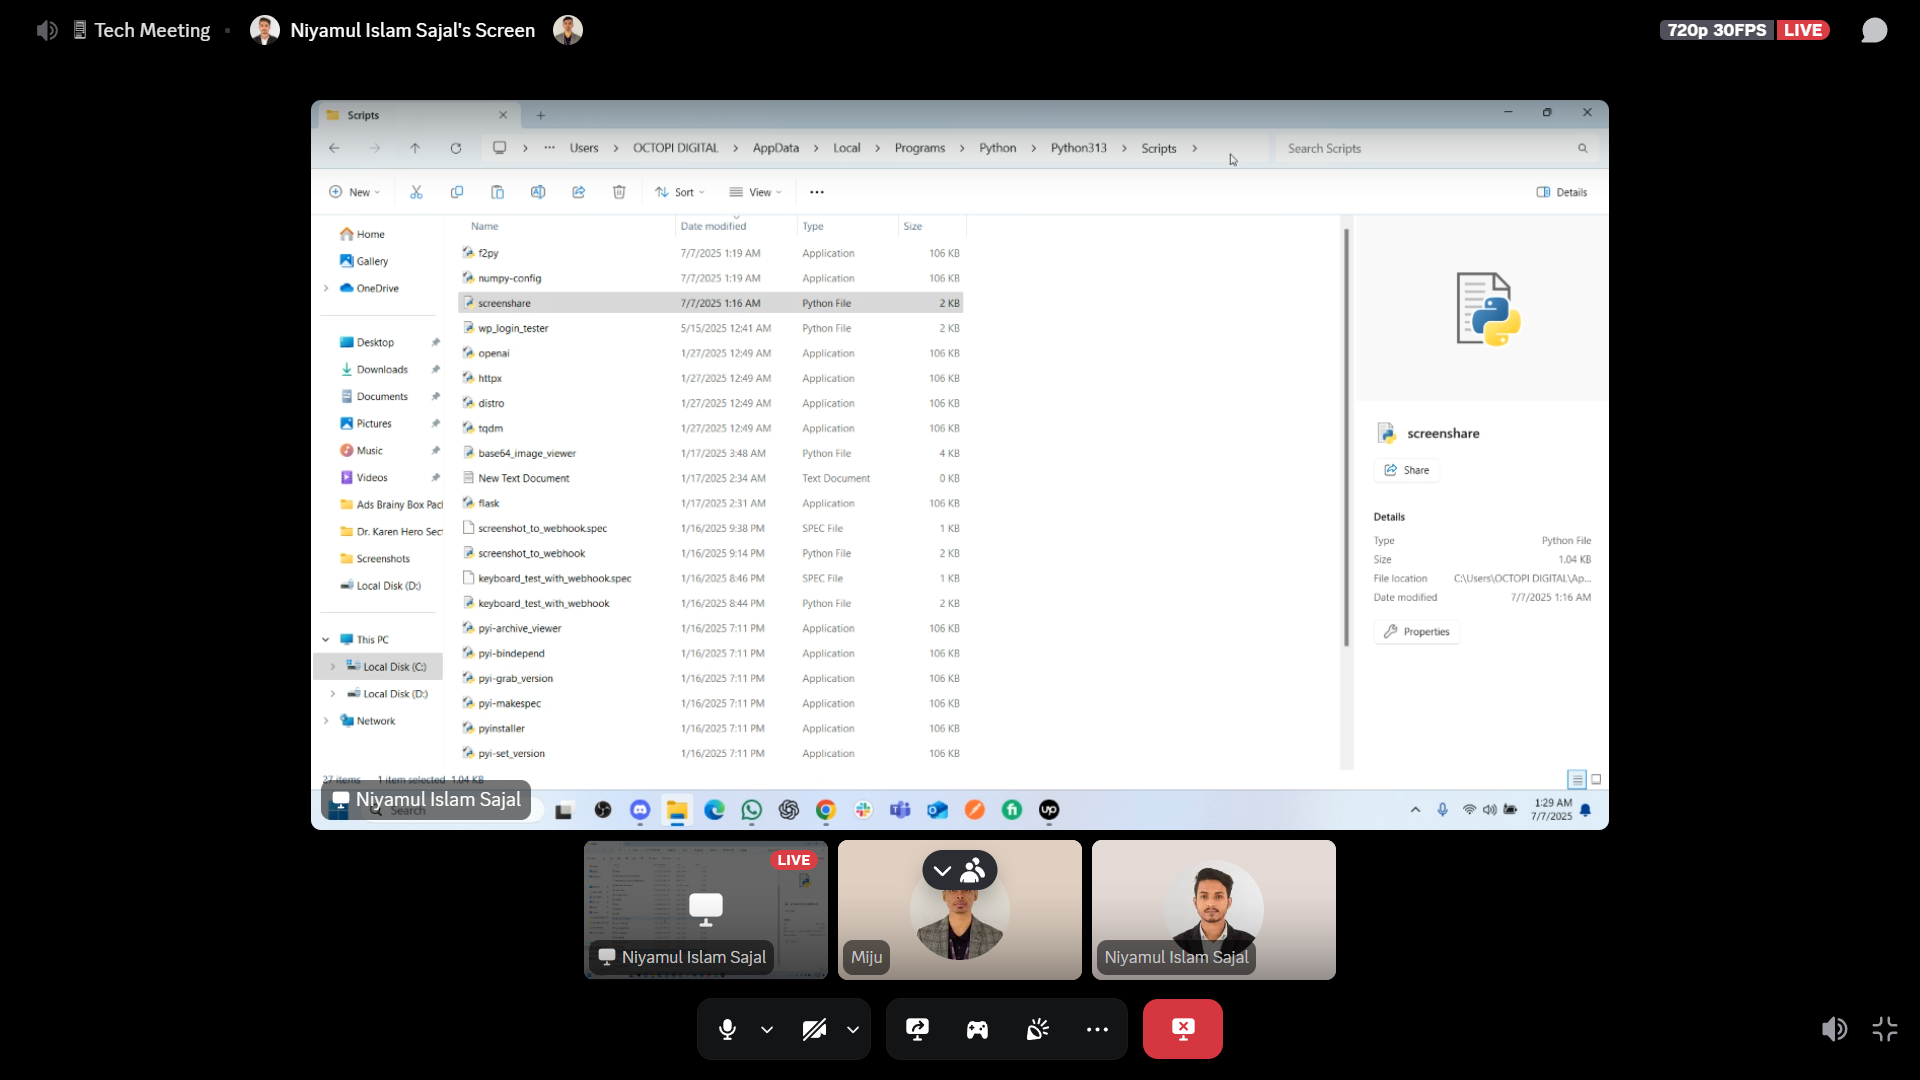 Tech Meeting
Niyamul Islam Sajal's Screen
720p 30FPS LIVE
Scripts
Users > OCTOPI DIGITAL > AppData > Local > Programs > Python > Python313 > Scripts >
Search Scripts
New
Sort
View
Details
Home
Gallery
OneDrive
Desktop
Downloads
Documents
Pictures
Music
Videos
Ads Brainy Box Pac
Dr. Karen Hero Sec
Screenshots
Local Disk (D:)
This PC
Local Disk (C:)
Local Disk (D:)
Network
Name Date modified Type Size
f2py 7/7/2025 1:19 AM Application 106 KB
numpy-config 7/7/2025 1:19 AM Application 106 KB
screenshare 7/7/2025 1:16 AM Python File 2 KB
wp_login_tester 5/15/2025 12:41 AM Python File 2 KB
openai 1/27/2025 12:49 AM Application 106 KB
httpx 1/27/2025 12:49 AM Application 106 KB
distro 1/27/2025 12:49 AM Application 106 KB
tqdm 1/27/2025 12:49 AM Application 106 KB
base64_image_viewer 1/17/2025 3:48 AM Python File 4 KB
New Text Document 1/17/2025 2:34 AM Text Document 0 KB
flask 1/17/2025 2:31 AM Application 106 KB
screenshot_to_webhook.spec 1/16/2025 9:38 PM SPEC File 1 KB
screenshot_to_webhook 1/16/2025 9:14 PM Python File 2 KB
keyboard_test_with_webhook.spec 1/16/2025 8:46 PM SPEC File 1 KB
keyboard_test_with_webhook 1/16/2025 8:44 PM Python File 2 KB
pyi-archive_viewer 1/16/2025 7:11 PM Application 106 KB
pyi-bindepend 1/16/2025 7:11 PM Application 106 KB
pyi-grab_version 1/16/2025 7:11 PM Application 106 KB
pyi-makespec 1/16/2025 7:11 PM Application 106 KB
pyinstaller 1/16/2025 7:11 PM Application 106 KB
pyi-set_version 1/16/2025 7:11 PM Application 106 KB
screenshare
Share
Details
Type Python File
Size 1.04 KB
File location C:\Users\OCTOPI DIGITAL\Ap...
Date modified 7/7/2025 1:16 AM
Properties
27 items 1 item selected 1.04 KB
Niyamul Islam Sajal
Search
up
1:29 AM
7/7/2025
LIVE
Niyamul Islam Sajal
Miju
Niyamul Islam Sajal